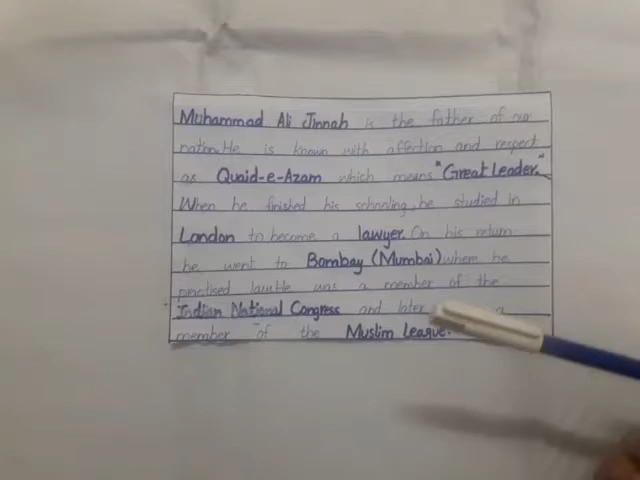 Muhammad Ali Jinnah is the father of our
nation.He is known with affection and respect
as Quaid-e-Azam which means "Great Leader."
When he finished his schooling, he studied in
London to become a lawyer. On his return
he went to Bombay (Mumbai) where he
practised law.He was a member of the
Indian National Congress and later a
member of the Muslim League.